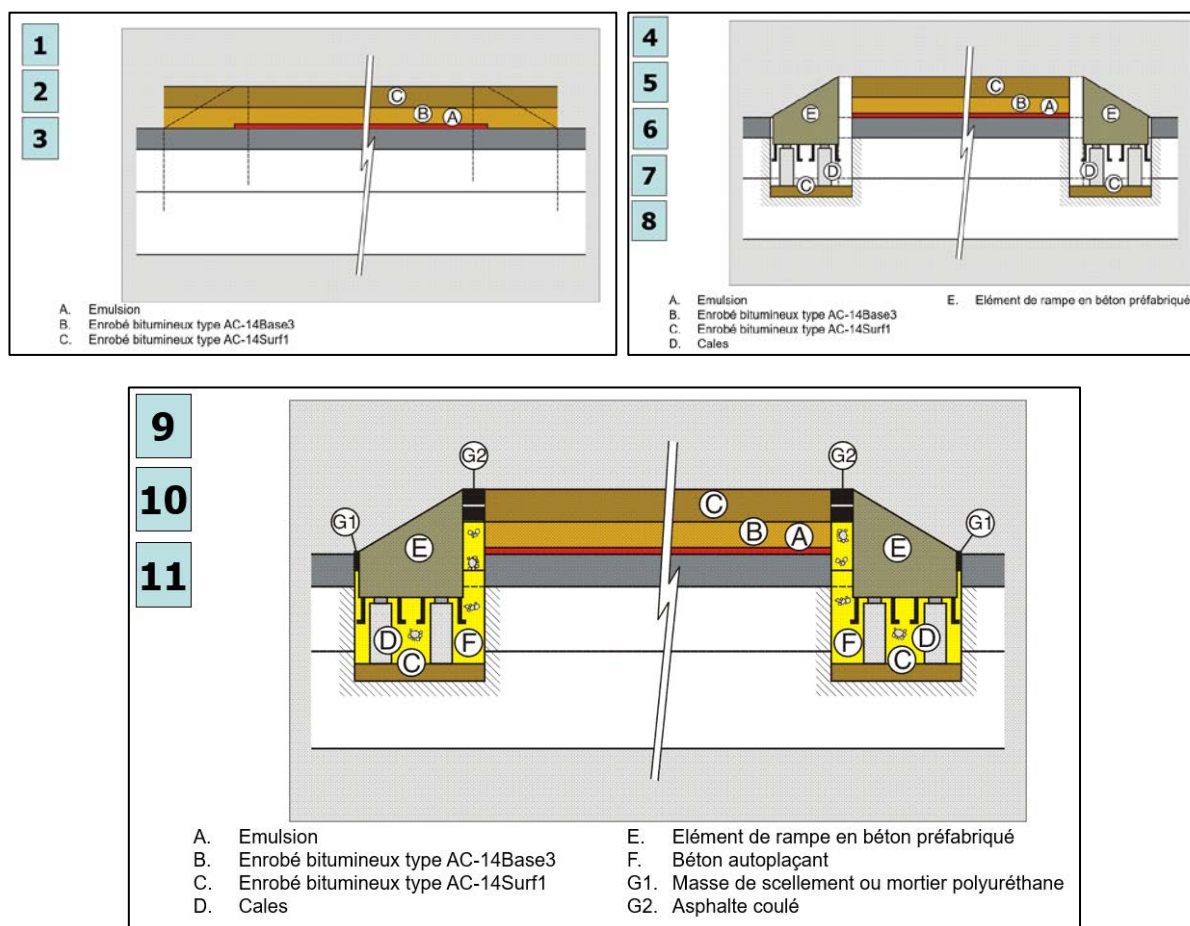 1
2
3
C
B
A
A. Emulsion
B. Enrobé bitumineux type AC-14Base3
C. Enrobé bitumineux type AC-14Surf1
4
5
6
7
8
C
B
A
E
E
D
D
C
C
A. Emulsion
B. Enrobé bitumineux type AC-14Base3
C. Enrobé bitumineux type AC-14Surf1
D. Cales
E. Elément de rampe en béton préfabriqué
9
10
11
G2
G2
G1
G1
C
B
A
E
E
D
F
C
F
D
C
A. Emulsion
B. Enrobé bitumineux type AC-14Base3
C. Enrobé bitumineux type AC-14Surf1
D. Cales
E. Elément de rampe en béton préfabriqué
F. Béton autoplaçant
G1. Masse de scellement ou mortier polyuréthane
G2. Asphalte coulé